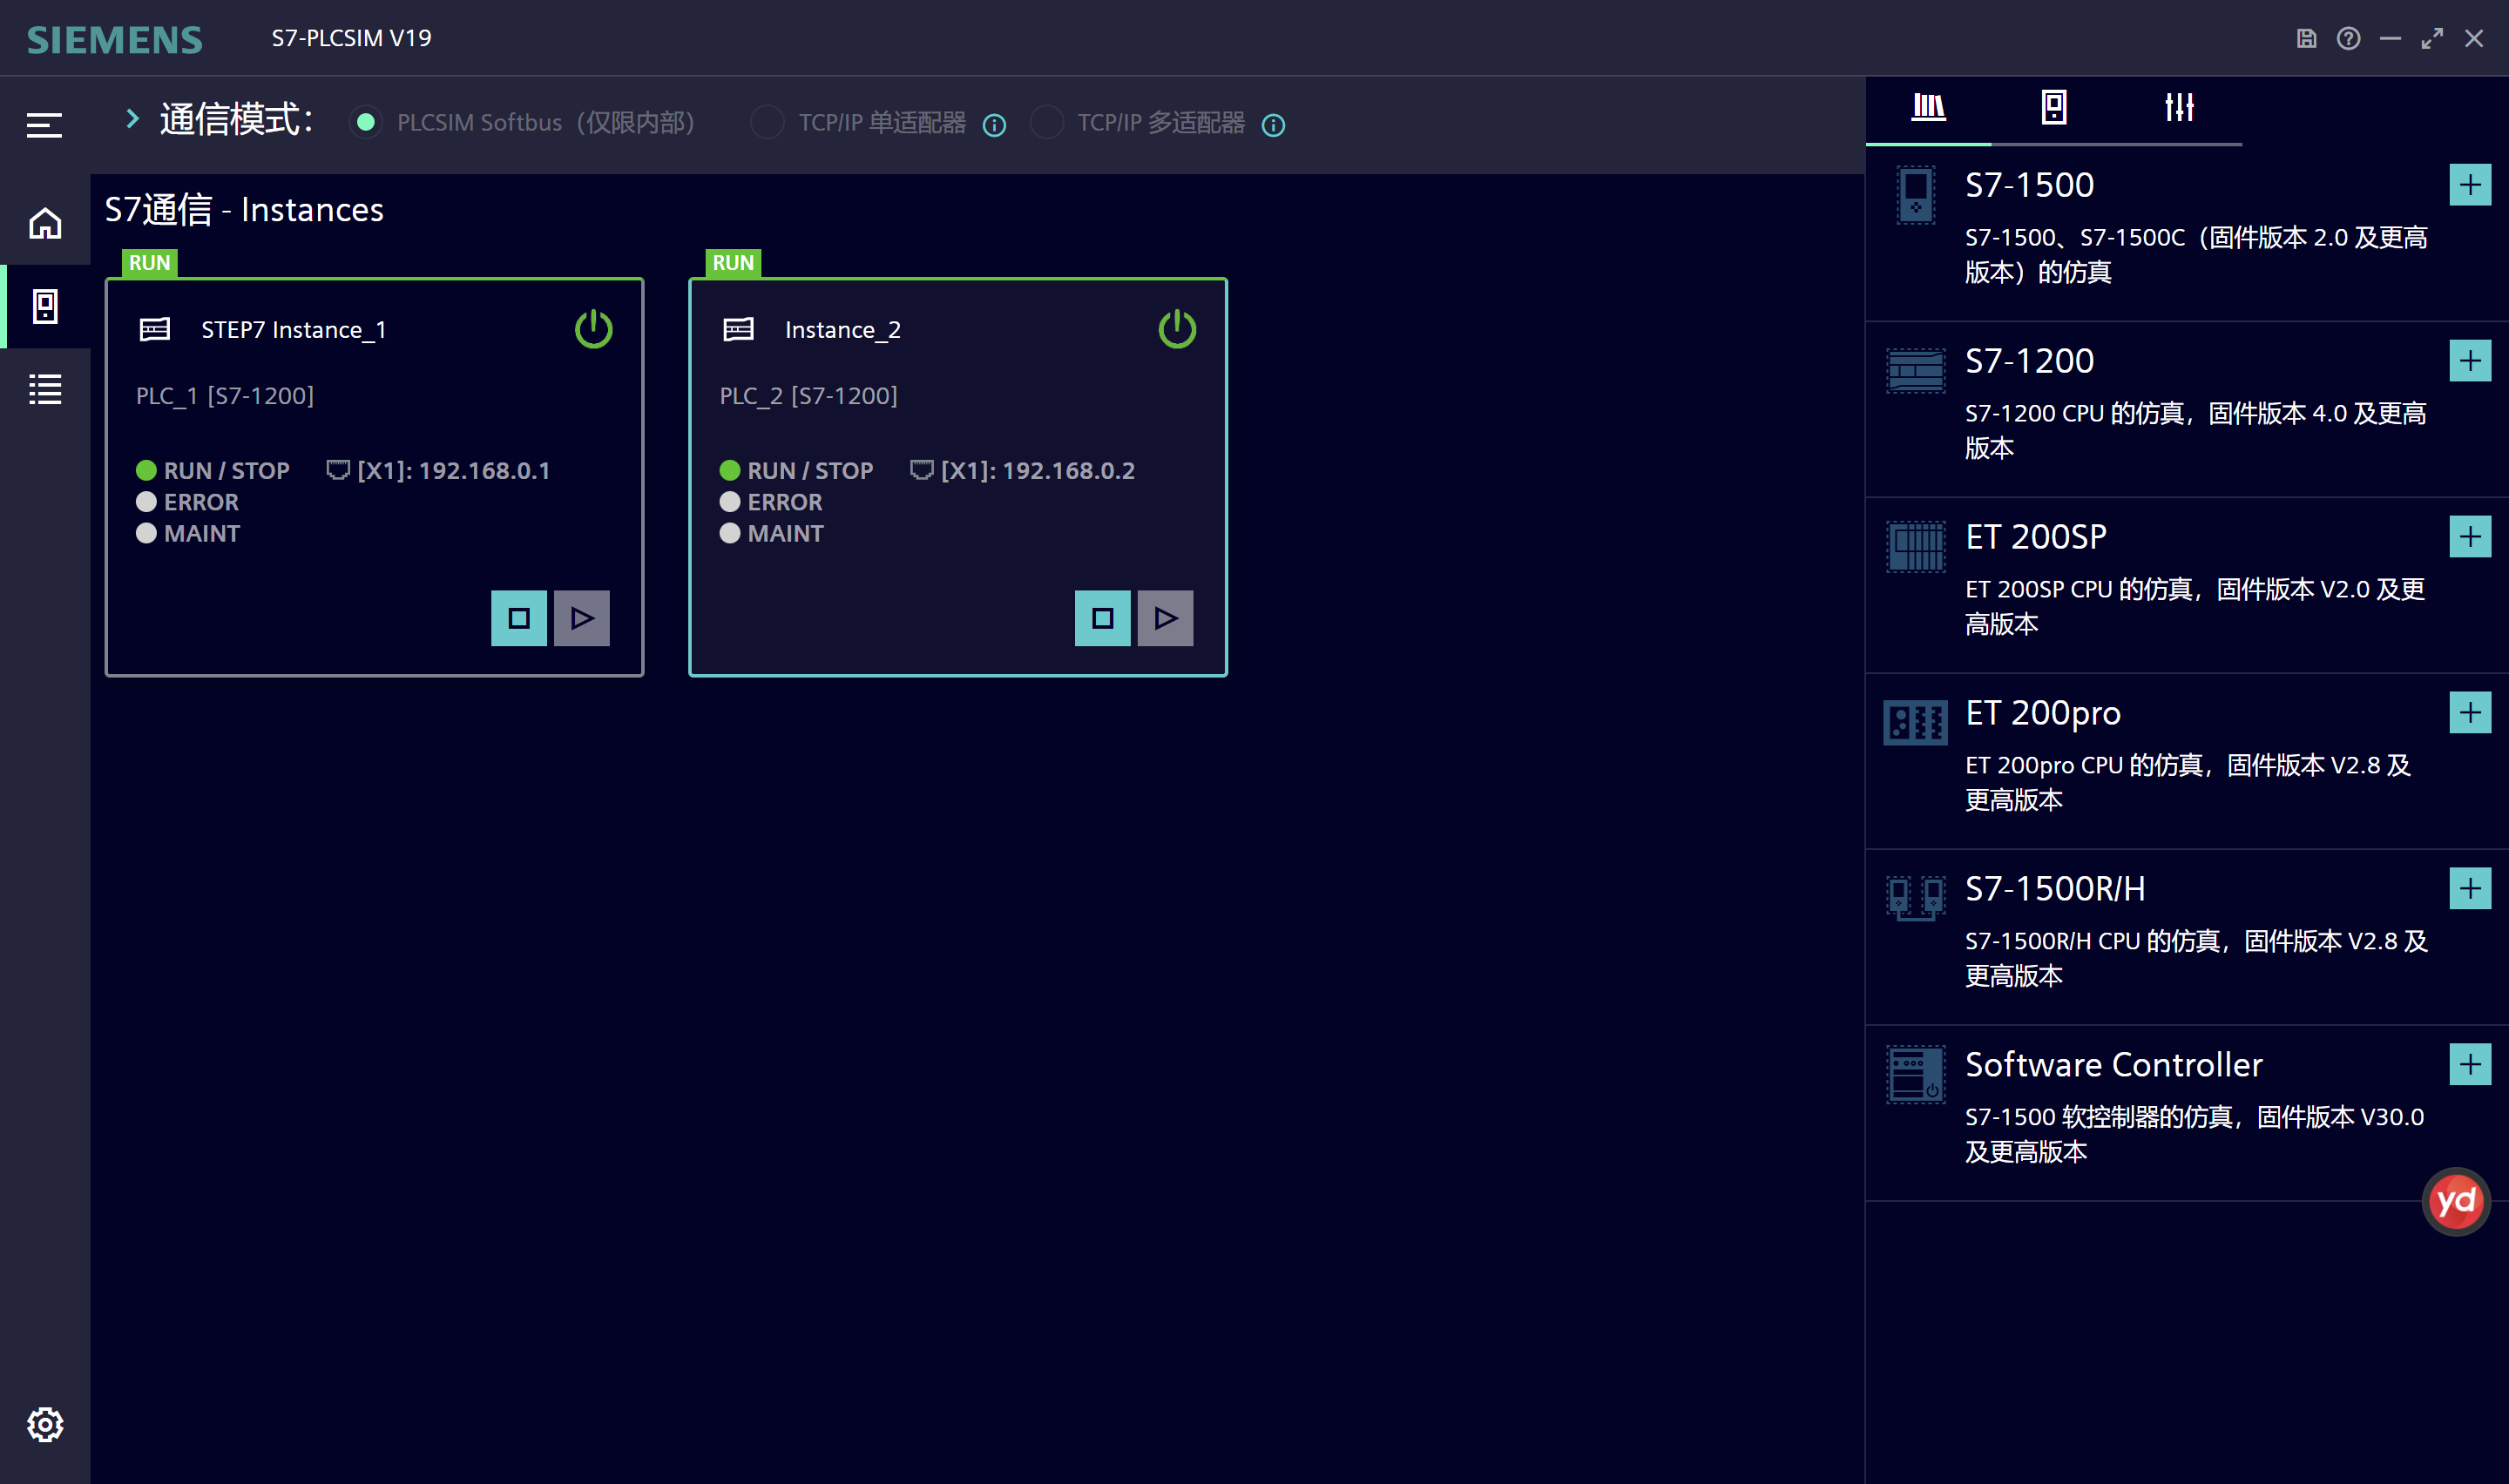 SIEMENS
S7-PLCSIM V19
通信模式：
PLCSIM Softbus（仅限内部）
TCP/IP 单适配器
TCP/IP 多适配器
S7通信 - Instances
RUN
STEP7 Instance_1
PLC_1 [S7-1200]
RUN / STOP
[X1]: 192.168.0.1
ERROR
MAINT
RUN
Instance_2
PLC_2 [S7-1200]
RUN / STOP
[X1]: 192.168.0.2
ERROR
MAINT
S7-1500
S7-1500、S7-1500C（固件版本 2.0 及更高
版本）的仿真
S7-1200
S7-1200 CPU 的仿真，固件版本 4.0 及更高
版本
ET 200SP
ET 200SP CPU 的仿真，固件版本 V2.0 及更
高版本
ET 200pro
ET 200pro CPU 的仿真，固件版本 V2.8 及
更高版本
S7-1500R/H
S7-1500R/H CPU 的仿真，固件版本 V2.8 及
更高版本
Software Controller
S7-1500 软控制器的仿真，固件版本 V30.0
及更高版本
yd